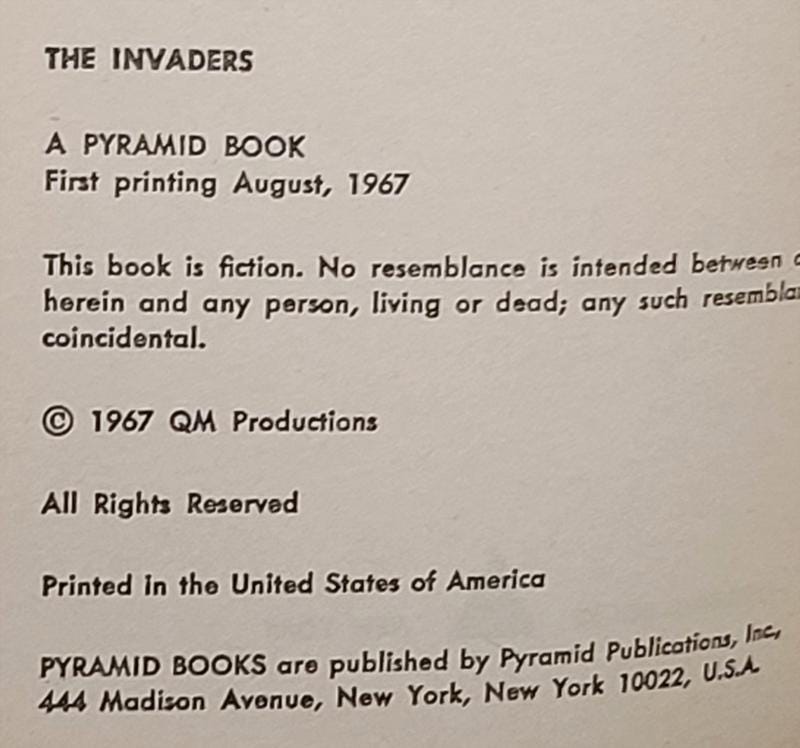 THE INVADERS
A PYRAMID BOOK
First printing August, 1967
This book is fiction. No resemblance is intended between
herein and any person, living or dead; any such
coincidental.
© 1967 QM Productions
All Rights Reserved
Printed in the United States of America
PYRAMID BOOKS are published by Pyramid Publications, Inc,
444 Madison Avenue, New York, New York 10022, U.S.A.